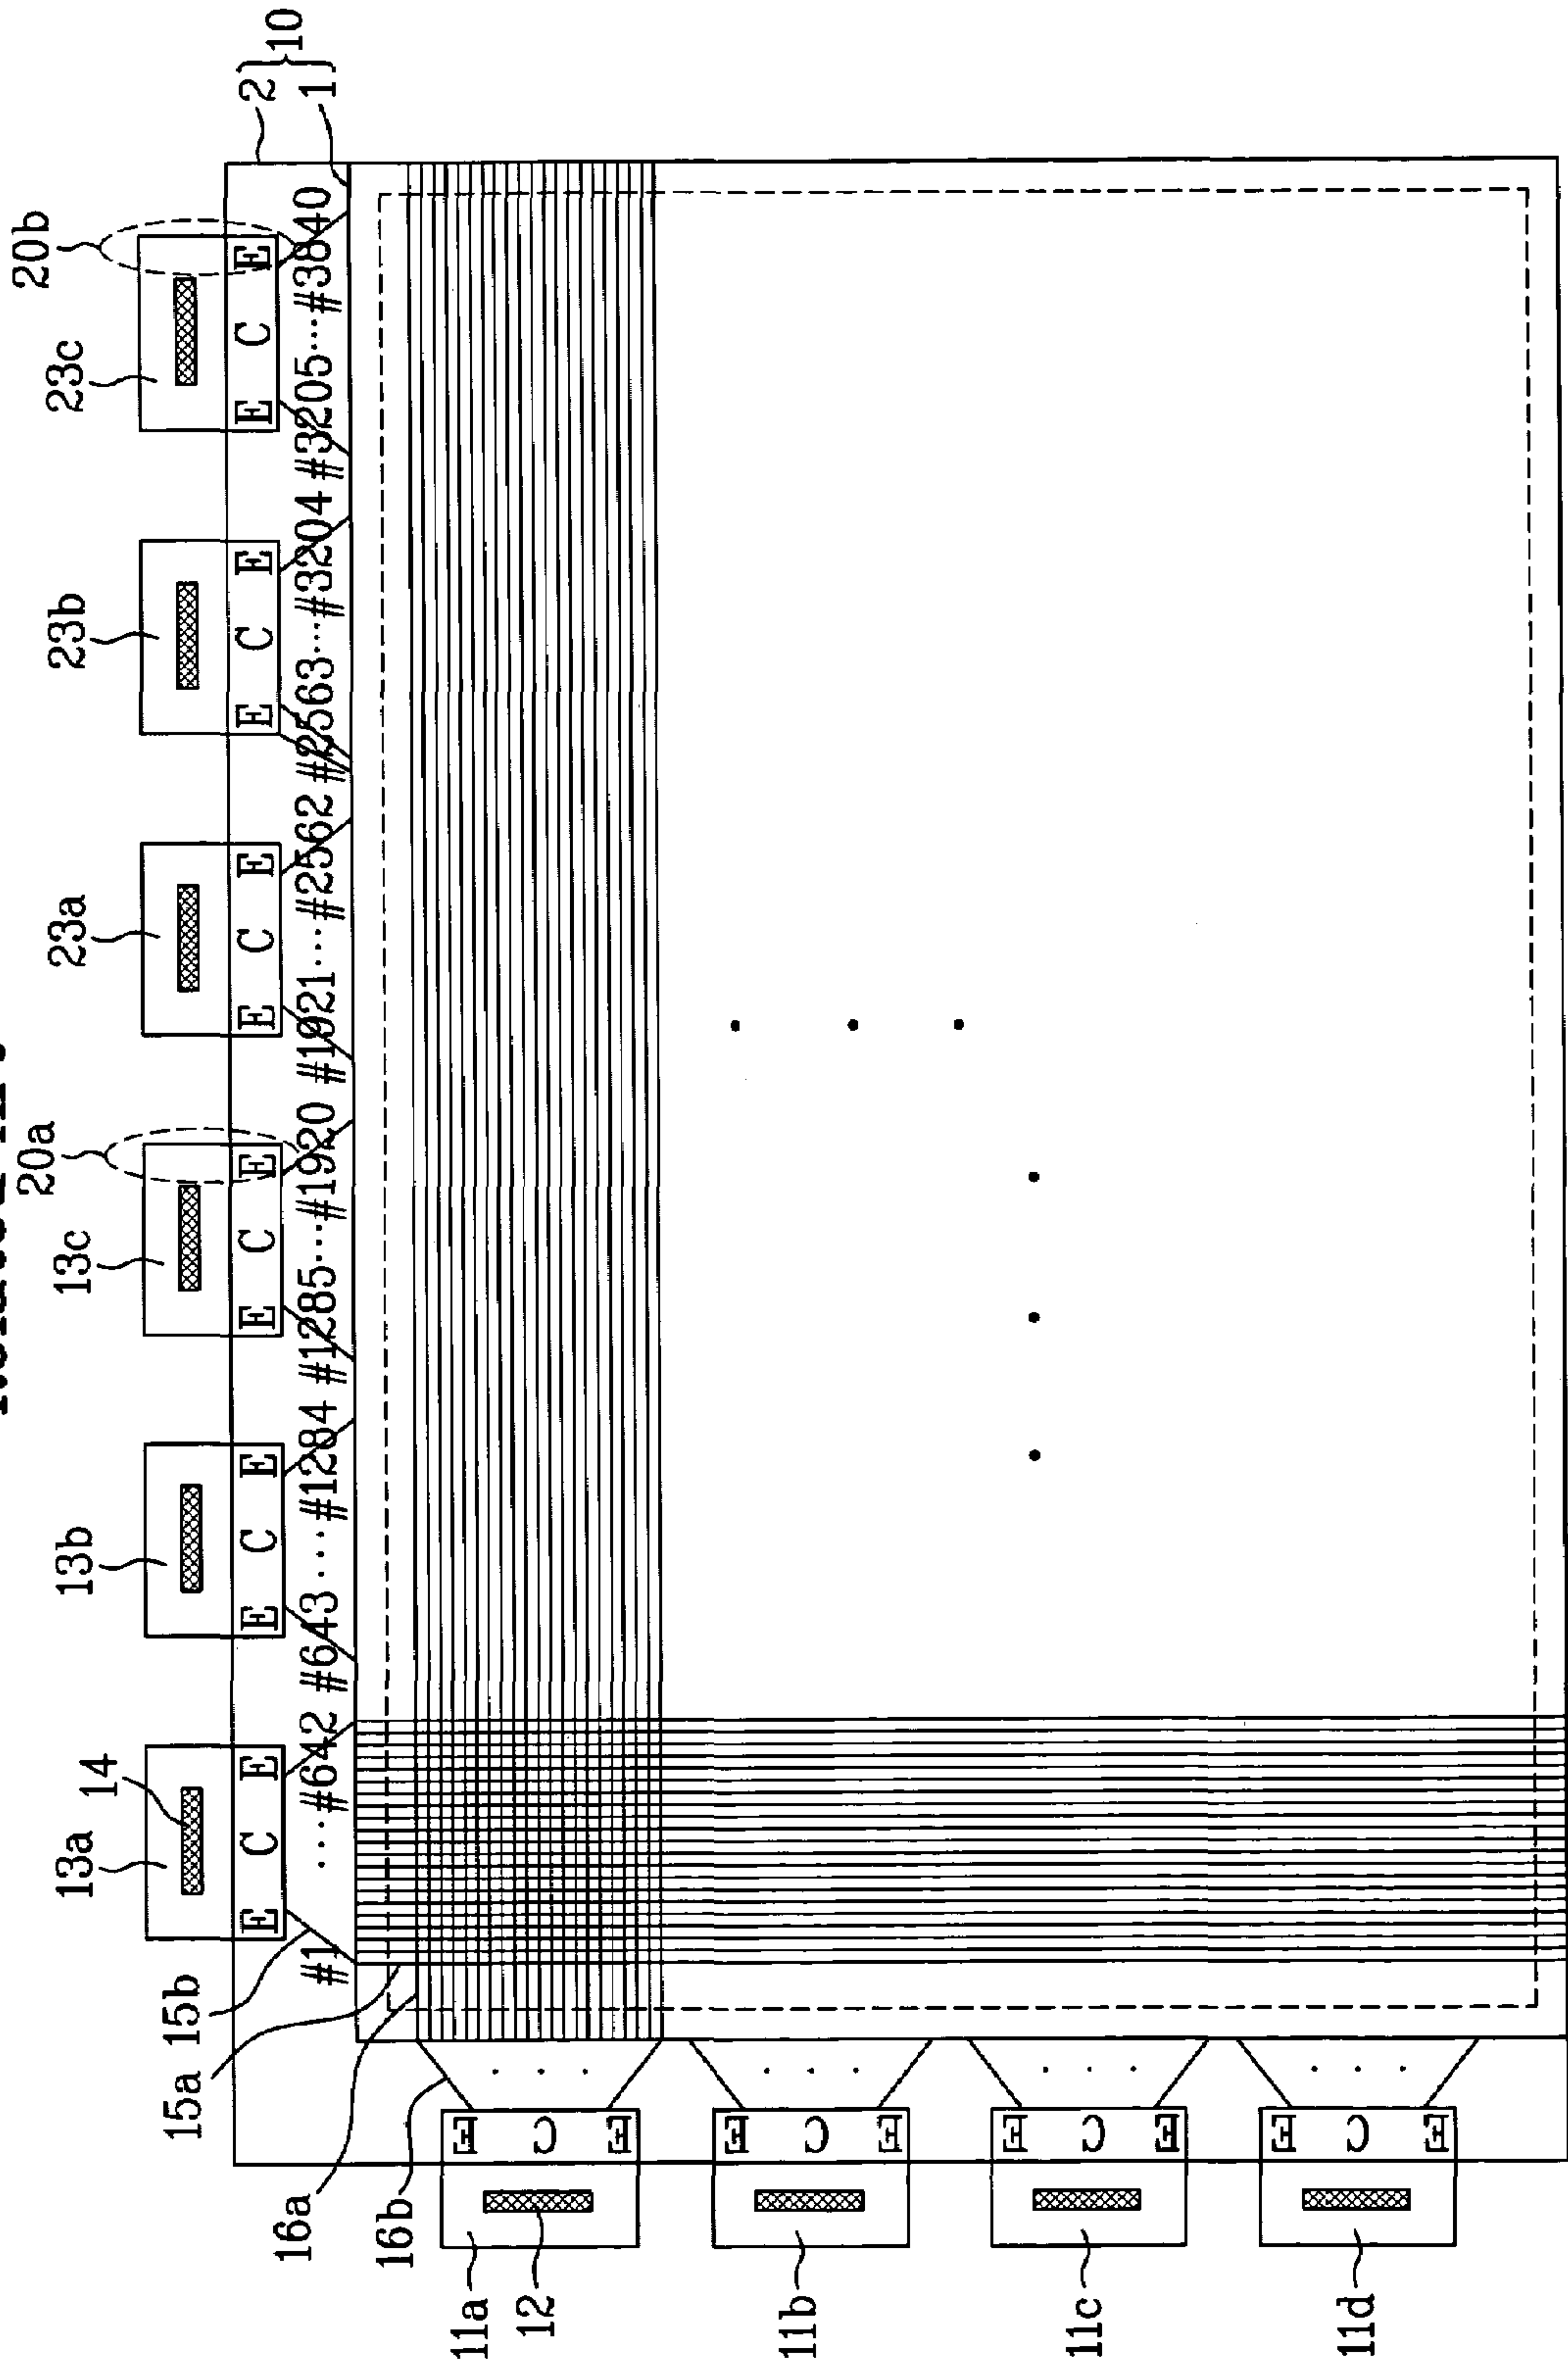 20a
20b
13a
14
13b
13c
23a
23b
23c
2
1
10
E C E
E C E
E C E
E C E
E C E
E C E
#1 ... #642 #643 ... #1284 #1285 ... #1920 #1921 ... #2562 #2563 ... #3204 #3205 ... #3840
15a
15b
16a
16b
11a
12
E C E
11b
E C E
11c
E C E
11d
E C E